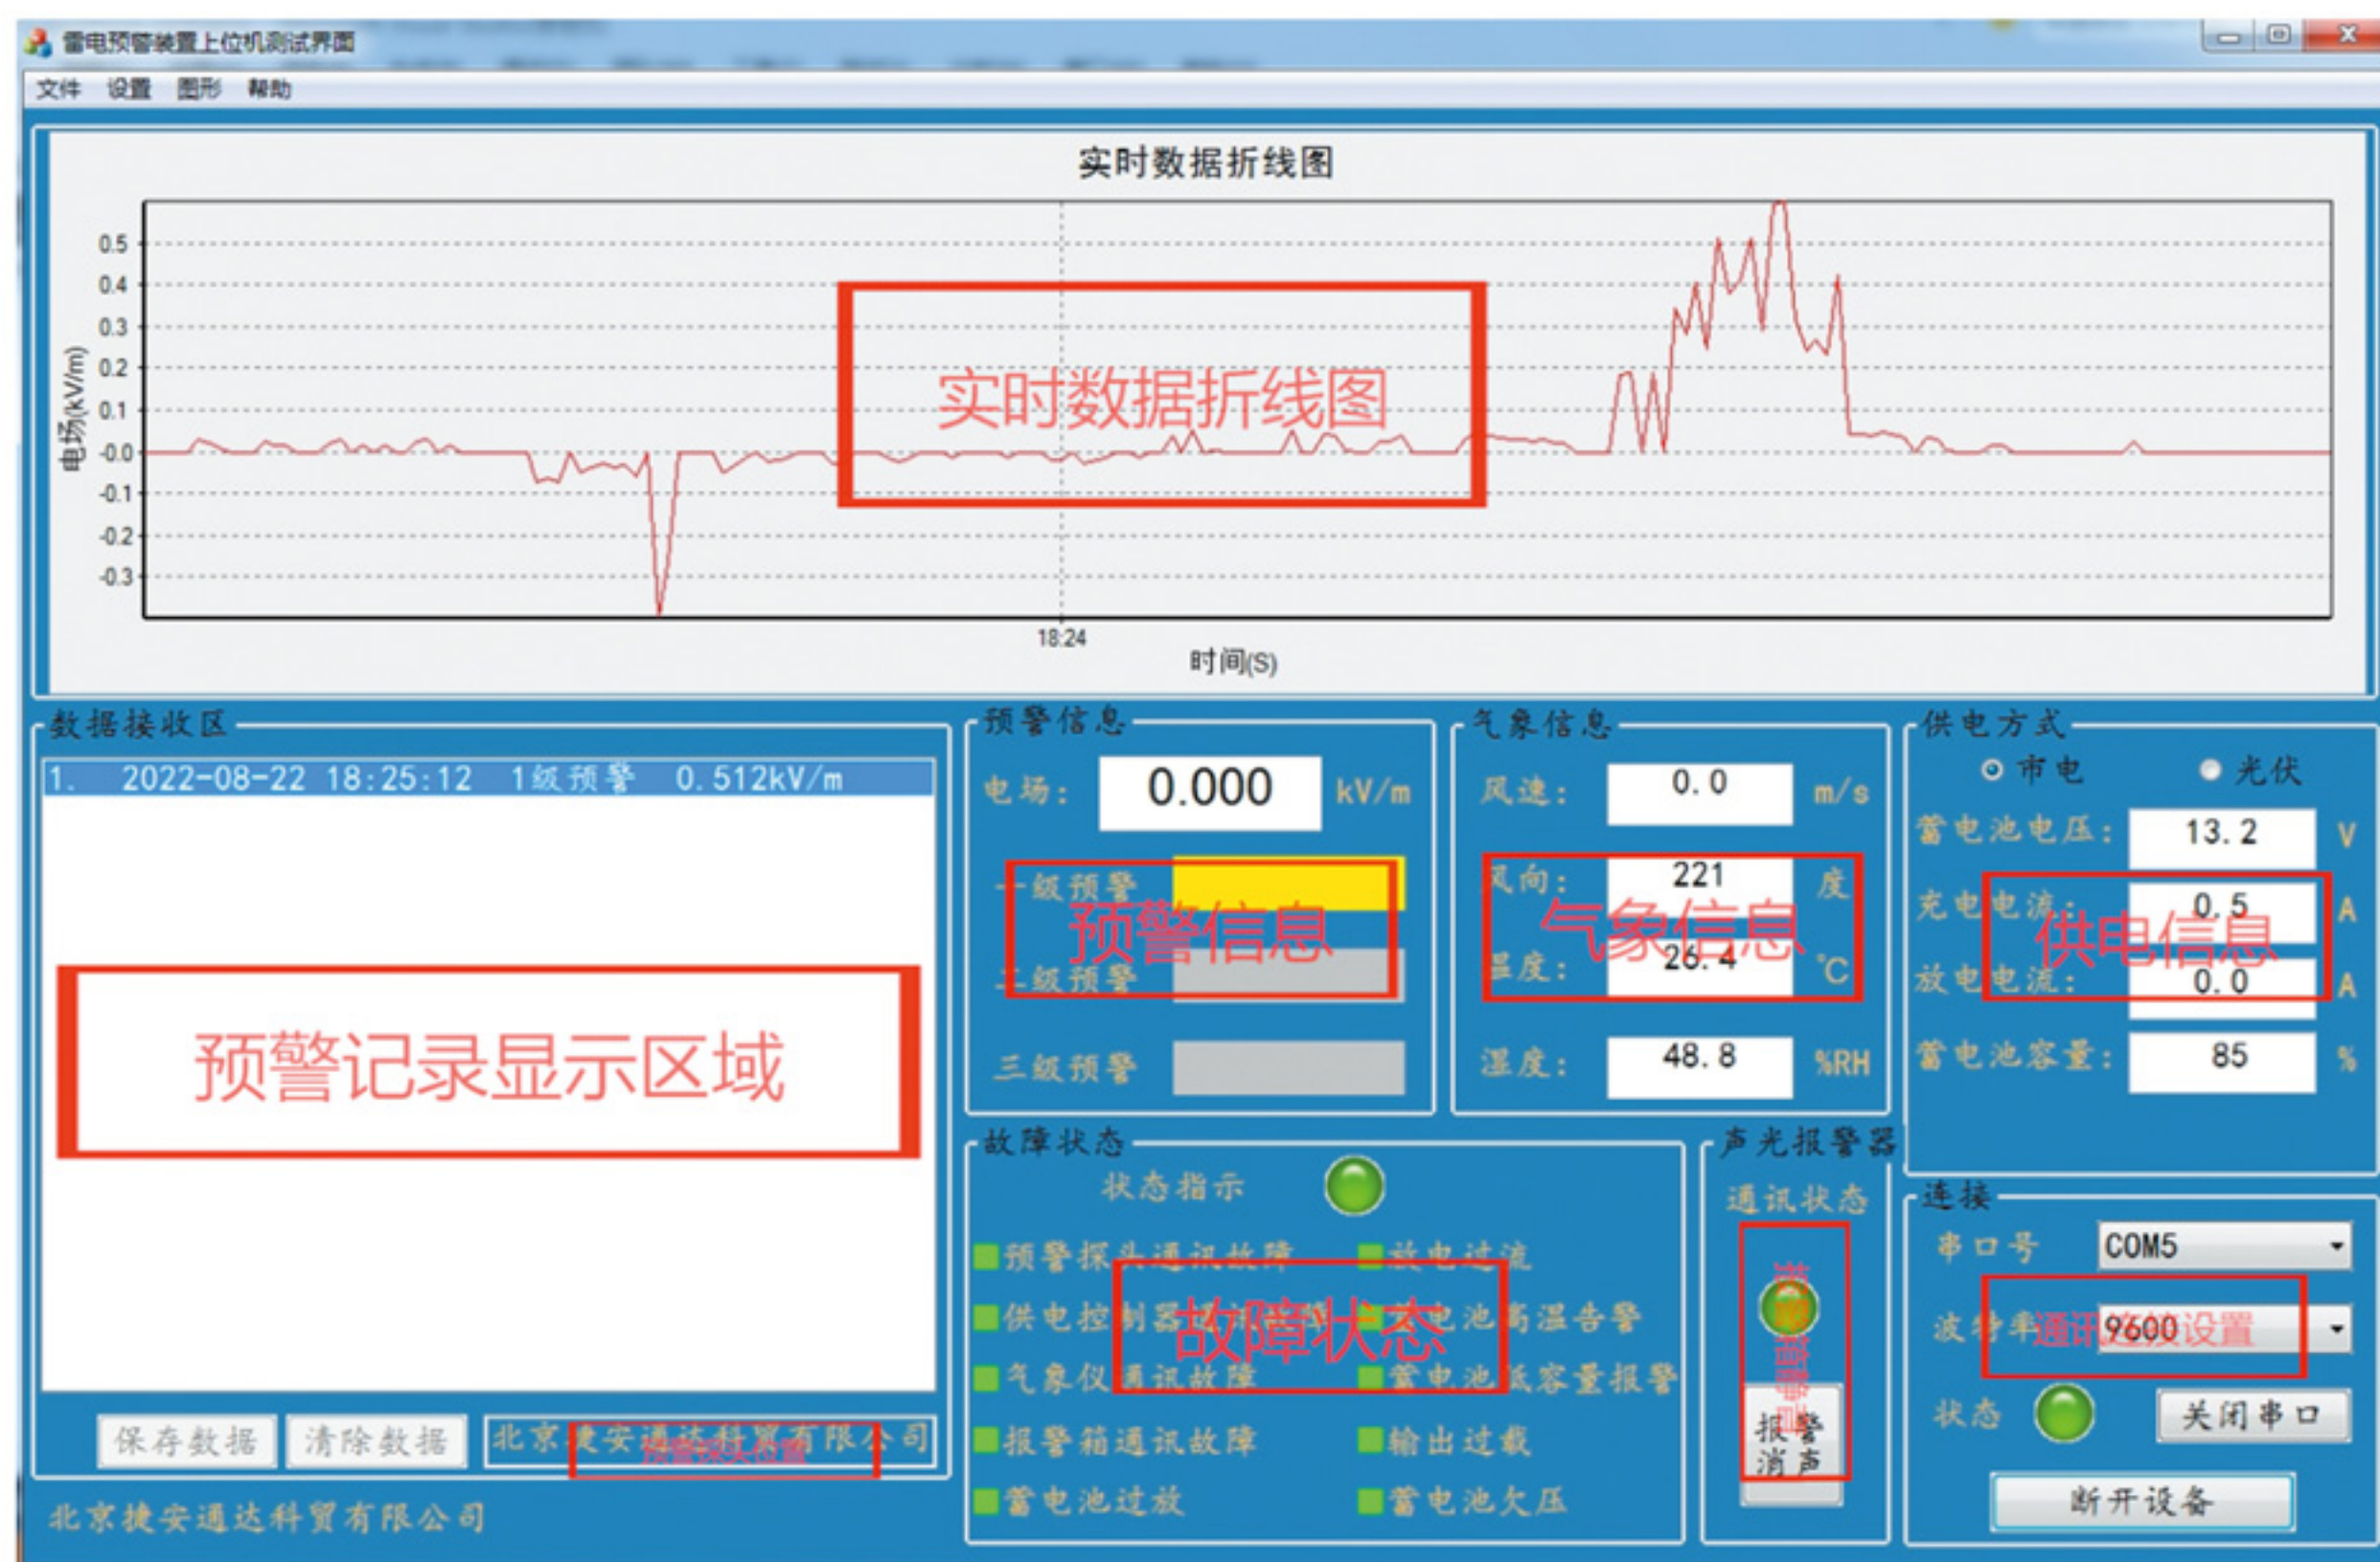 雷电预警装置上位机测试界面
文件 设置 图形 帮助
实时数据折线图
0.5
0.4
0.3
0.2
0.1
-0.0
-0.1
-0.2
-0.3
电场(kV/m)
实时数据折线图
18:24
时间(S)
数据接收区
1. 2022-08-22 18:25:12 1级预警 0.512kV/m
预警记录显示区域
保存数据 清除数据 北京捷安通达科贸有限公司
预警探头位置
北京捷安通达科贸有限公司
预警信息
电场: 0.000 kV/m
一级预警
预警信息
二级预警
三级预警
气象信息
风速: 0.0 m/s
风向: 221 度
气象信息
温度: 26.4 ℃
湿度: 48.8 %RH
供电方式
市电 光伏
蓄电池电压: 13.2 V
充电电流: 0.5 A
供电信息
放电电流: 0.0 A
蓄电池容量: 85 %
故障状态
状态指示
预警探头通讯故障 放电过流
供电控制器 电池高温告警
故障状态
气象仪通讯故障 蓄电池低容量报警
报警箱通讯故障 输出过载
蓄电池过放 蓄电池欠压
声光报警器
通讯状态
报警
消声
连接
串口号 COM5
波特率 9600
通讯连接设置
状态 关闭串口
断开设备